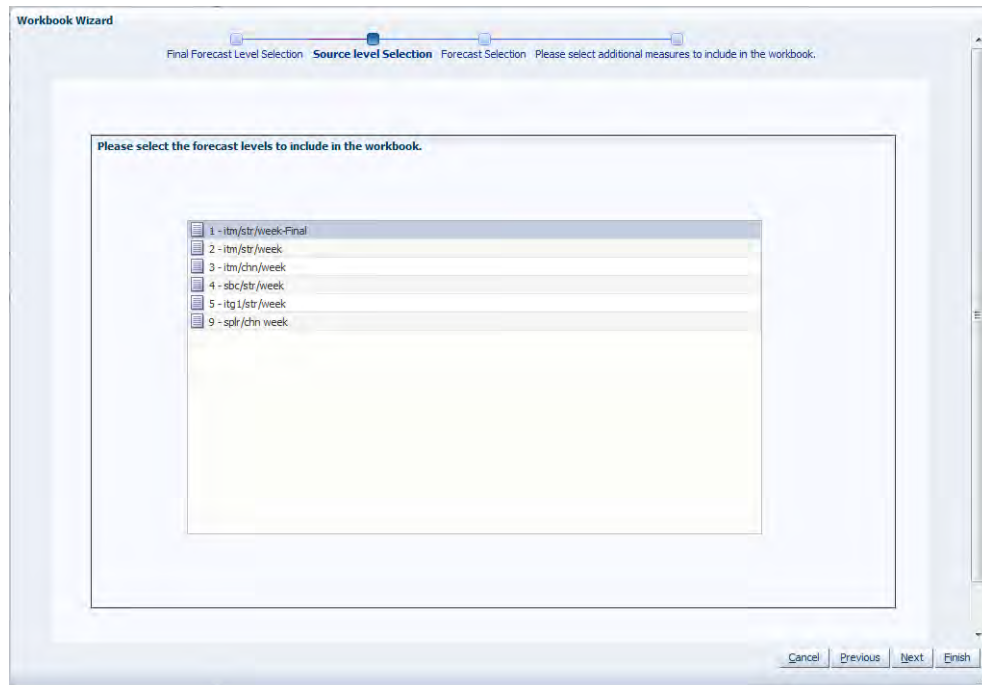 Workbook Wizard
Final Forecast Level Selection Source level Selection Forecast Selection Please select additional measures to include in the workbook.
Please select the forecast levels to include in the workbook.
1 - itm/str/week-Final
2 - itm/str/week
3 - itm/chn/week
4 - sbc/str/week
5 - itg1/str/week
9 - splr/chn week
Cancel Previous Next Finish